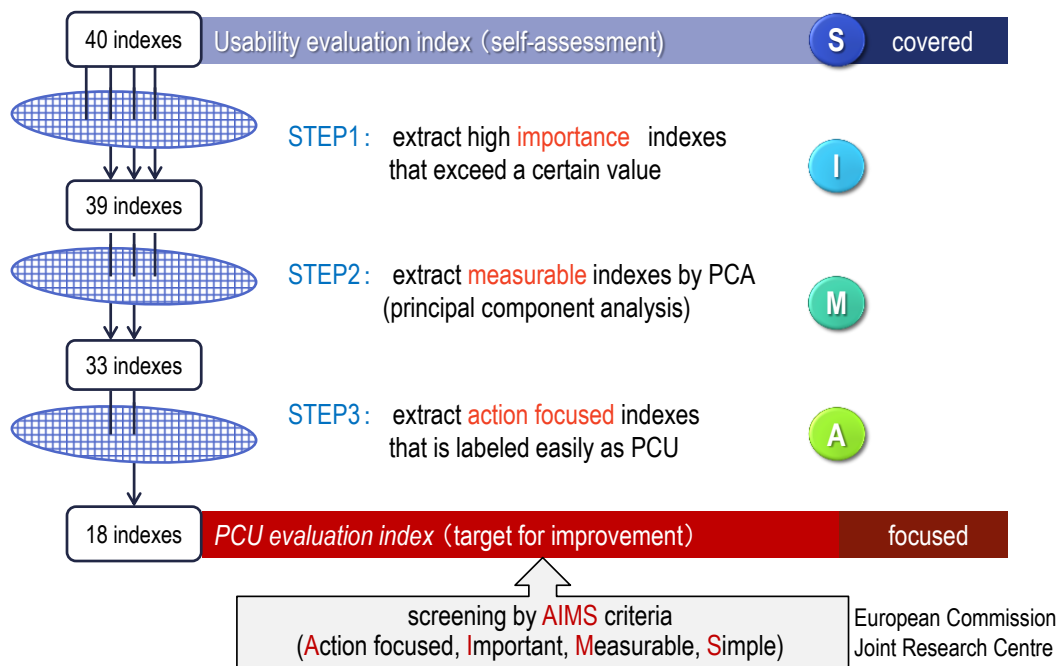 40 indexes
Usability evaluation index（self-assessment)
S
covered
STEP1： extract high importance indexes
that exceed a certain value
I
39 indexes
STEP2： extract measurable indexes by PCA
(principal component analysis)
M
33 indexes
STEP3： extract action focused indexes
that is labeled easily as PCU
A
18 indexes
PCU evaluation index（target for improvement）
focused
screening by AIMS criteria
(Action focused, Important, Measurable, Simple)
European Commission
Joint Research Centre